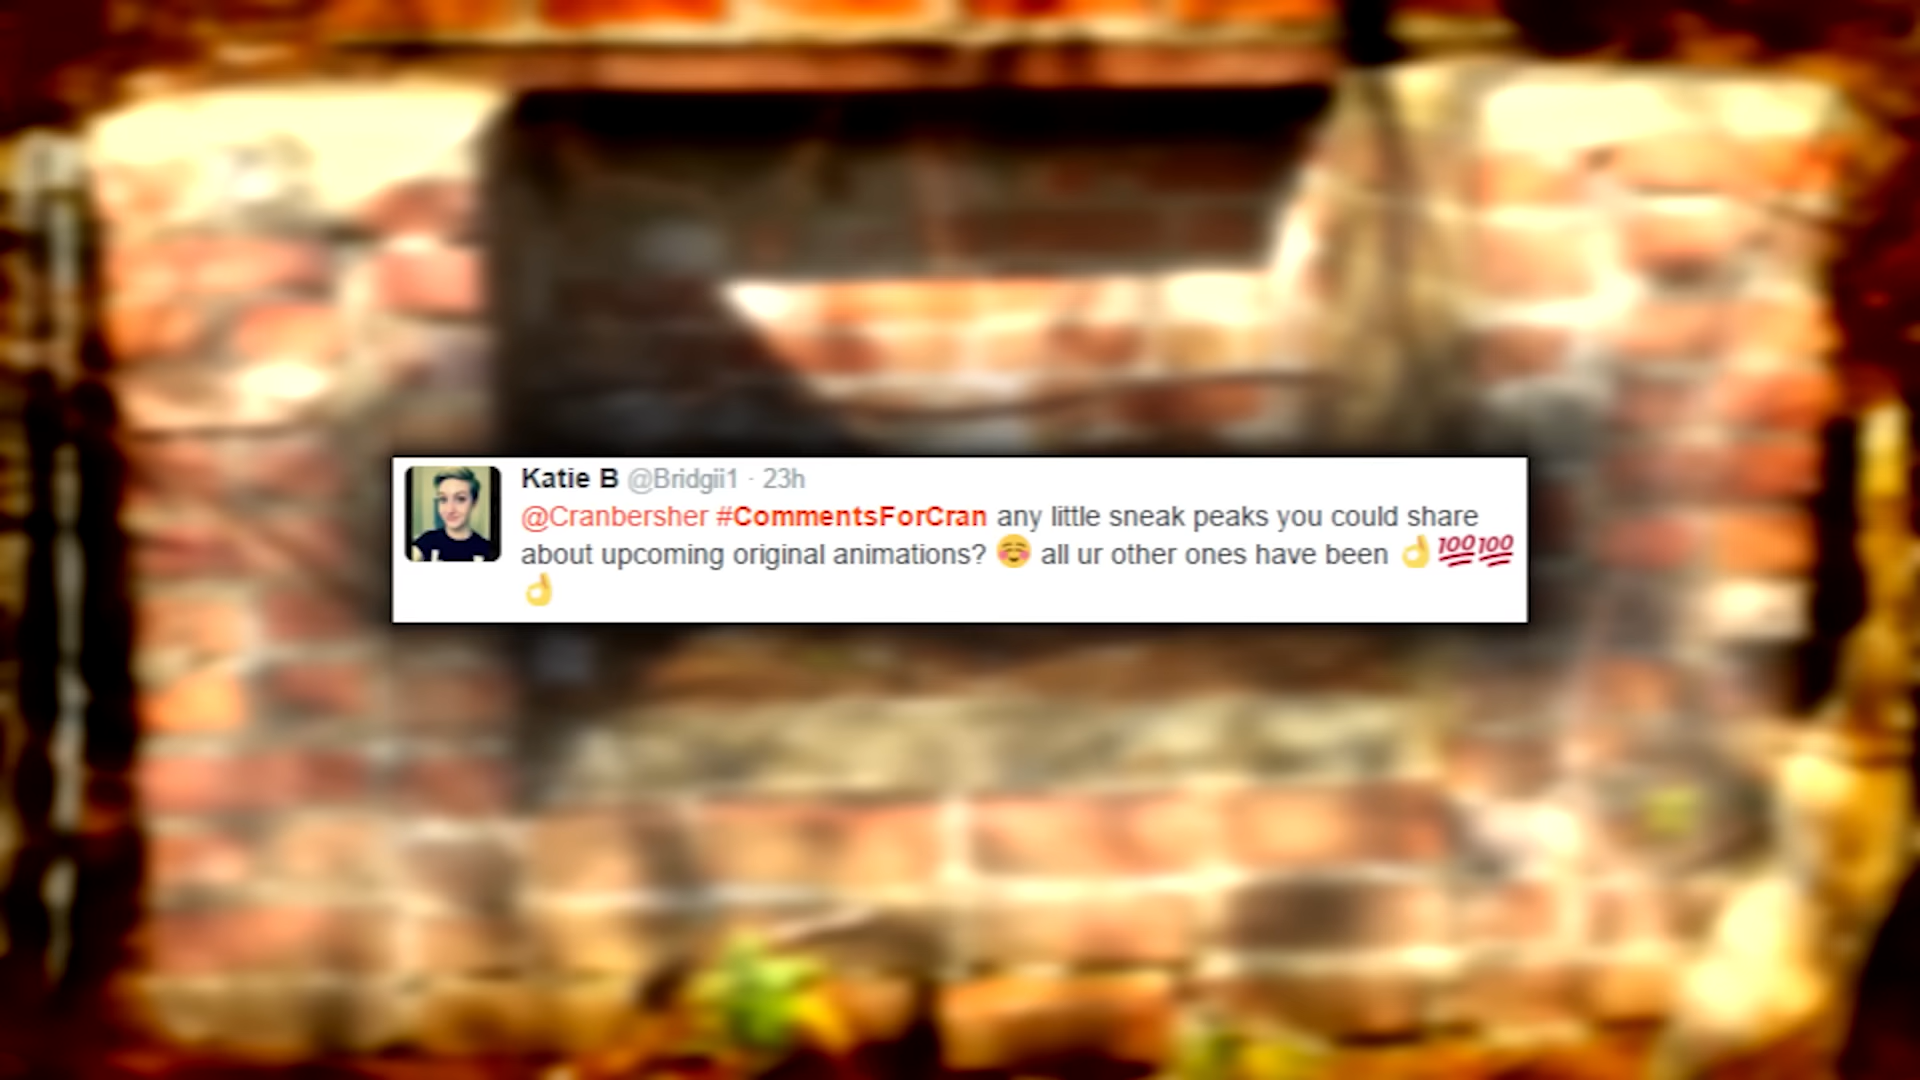 Katie B @Bridgii1 · 23h
@Cranbersher #CommentsForCran any little sneak peaks you could share
about upcoming original animations? ☺️ all ur other ones have been 👌💯💯
👌